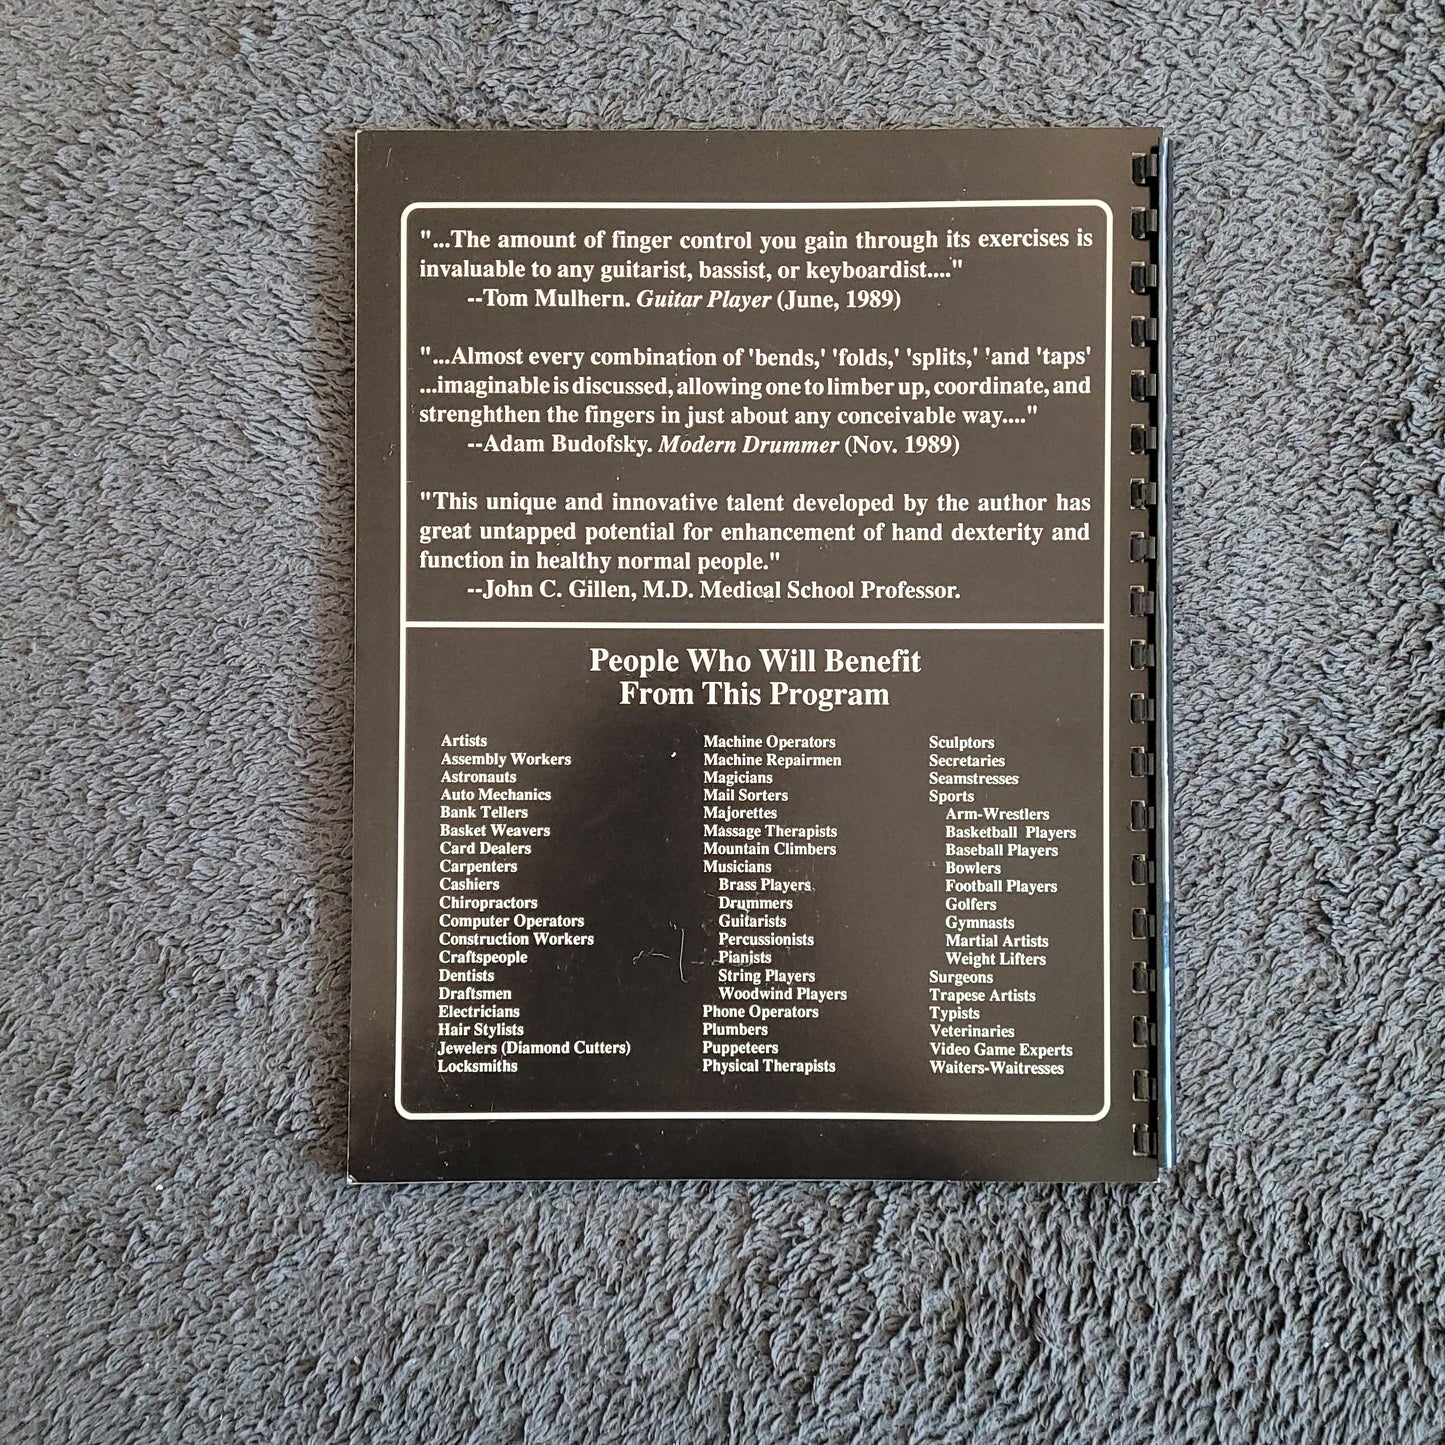 "...The amount of finger control you gain through its exercises is
invaluable to any guitarist, bassist, or keyboardist...."
--Tom Mulhern. Guitar Player (June, 1989)
"...Almost every combination of 'bends,' 'folds,' 'splits,' 'and 'taps'
...imaginable is discussed, allowing one to limber up, coordinate, and
strenghthen the fingers in just about any conceivable way...."
--Adam Budofsky. Modern Drummer (Nov. 1989)
"This unique and innovative talent developed by the author has
great untapped potential for enhancement of hand dexterity and
function in healthy normal people."
--John C. Gillen, M.D. Medical School Professor.
People Who Will Benefit
From This Program
Artists
Assembly Workers
Astronauts
Auto Mechanics
Bank Tellers
Basket Weavers
Card Dealers
Carpenters
Cashiers
Chiropractors
Computer Operators
Construction Workers
Craftspeople
Dentists
Draftsmen
Electricians
Hair Stylists
Jewelers (Diamond Cutters)
Locksmiths
Machine Operators
Machine Repairmen
Magicians
Mail Sorters
Majorettes
Massage Therapists
Mountain Climbers
Musicians
Brass Players
Drummers
Guitarists
Percussionists
Pianists
String Players
Woodwind Players
Phone Operators
Plumbers
Puppeteers
Physical Therapists
Sculptors
Secretaries
Seamstresses
Sports
Arm-Wrestlers
Basketball Players
Baseball Players
Bowlers
Football Players
Golfers
Gymnasts
Martial Artists
Weight Lifters
Surgeons
Trapese Artists
Typists
Veterinaries
Video Game Experts
Waiters-Waitresses